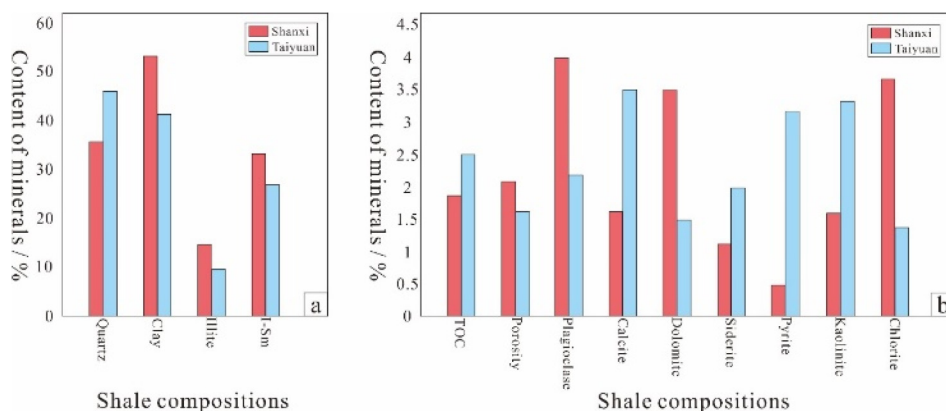 Content of minerals / %
60
50
40
30
20
10
0
Shanxi
Taiyuan
a
Quartz
Clay
Illite
I-Sm
Shale compositions
Content of minerals / %
4.5
4
3.5
3
2.5
2
1.5
1
0.5
0
Shanxi
Taiyuan
b
TOC
Porosity
Plagioclase
Calcite
Dolomite
Siderite
Pyrite
Kaolinite
Chlorite
Shale compositions